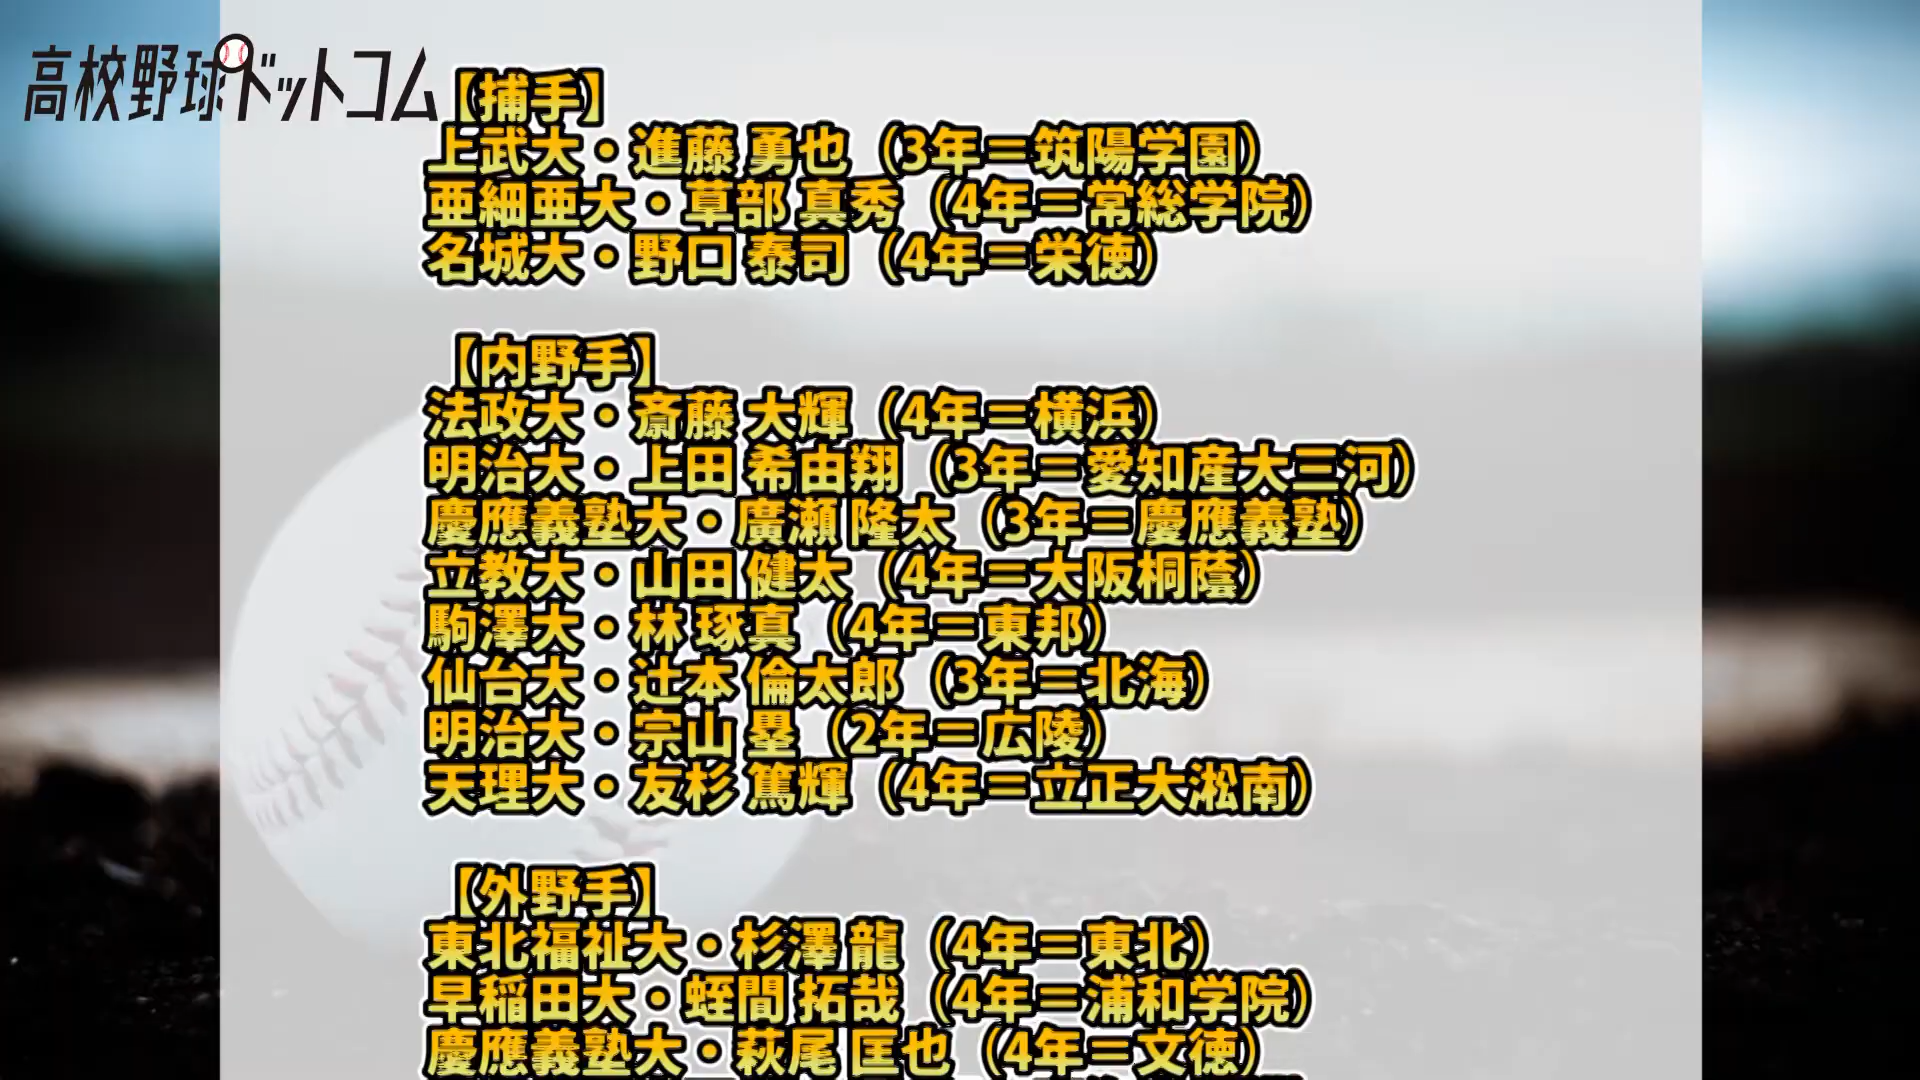 高校野球ドットコム
【捕手】
上武大・進藤 勇也（3年＝筑陽学園）
亜細亜大・草部 真秀（4年＝常総学院）
名城大・野口 泰司（4年＝栄徳）
【内野手】
法政大・斎藤 大輝（4年＝横浜）
明治大・上田 希由翔（3年＝愛知産大三河）
慶應義塾大・廣瀬 隆太（3年＝慶應義塾）
立教大・山田 健太（4年＝大阪桐蔭）
駒澤大・林 琢真（4年＝東邦）
仙台大・辻本 倫太郎（3年＝北海）
明治大・宗山 塁（2年＝広陵）
天理大・友杉 篤輝（4年＝立正大淞南）
【外野手】
東北福祉大・杉澤 龍（4年＝東北）
早稲田大・蛭間 拓哉（4年＝浦和学院）
慶應義塾大・萩尾 匡也（4年＝文徳）